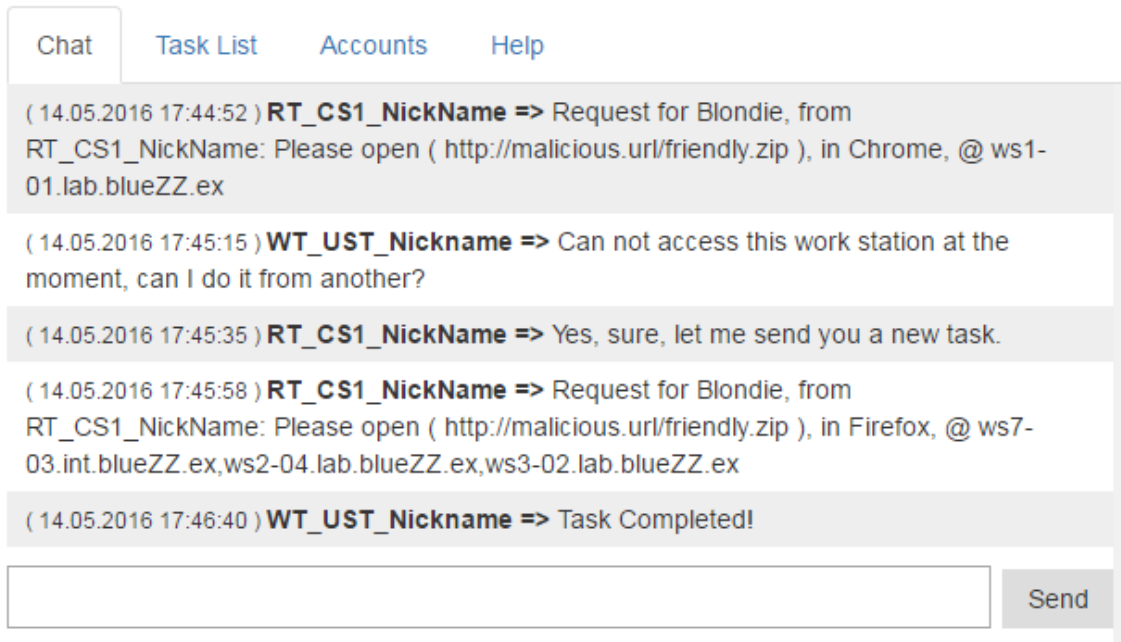 Chat Task List Accounts Help
( 14.05.2016 17:44:52 ) RT_CS1_NickName => Request for Blondie, from
RT_CS1_NickName: Please open ( http://malicious.url/friendly.zip ), in Chrome, @ ws1-
01.lab.blueZZ.ex
( 14.05.2016 17:45:15 ) WT_UST_Nickname => Can not access this work station at the
moment, can I do it from another?
( 14.05.2016 17:45:35 ) RT_CS1_NickName => Yes, sure, let me send you a new task.
( 14.05.2016 17:45:58 ) RT_CS1_NickName => Request for Blondie, from
RT_CS1_NickName: Please open ( http://malicious.url/friendly.zip ), in Firefox, @ ws7-
03.int.blueZZ.ex,ws2-04.lab.blueZZ.ex,ws3-02.lab.blueZZ.ex
( 14.05.2016 17:46:40 ) WT_UST_Nickname => Task Completed!
Send